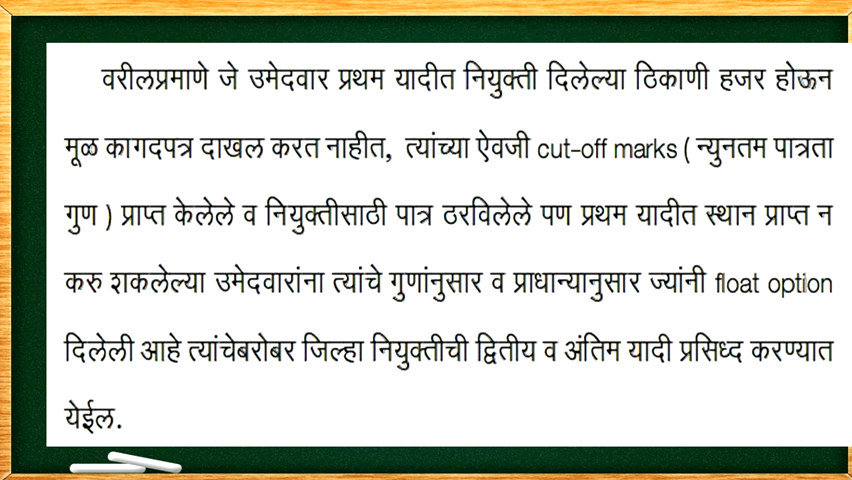 वरीलप्रमाणे जे उमेदवार प्रथम यादीत नियुक्ती दिलेल्या ठिकाणी हजर होऊन
मूळ कागदपत्र दाखल करत नाहीत, त्यांच्या ऐवजी cut-off marks ( न्युनतम पात्रता
गुण ) प्राप्त केलेले व नियुक्तीसाठी पात्र ठरविलेले पण प्रथम यादीत स्थान प्राप्त न
करु शकलेल्या उमेदवारांना त्यांचे गुणांनुसार व प्राधान्यानुसार ज्यांनी float option
दिलेली आहे त्यांचेबरोबर जिल्हा नियुक्तीची द्वितीय व अंतिम यादी प्रसिध्द करण्यात
येईल.